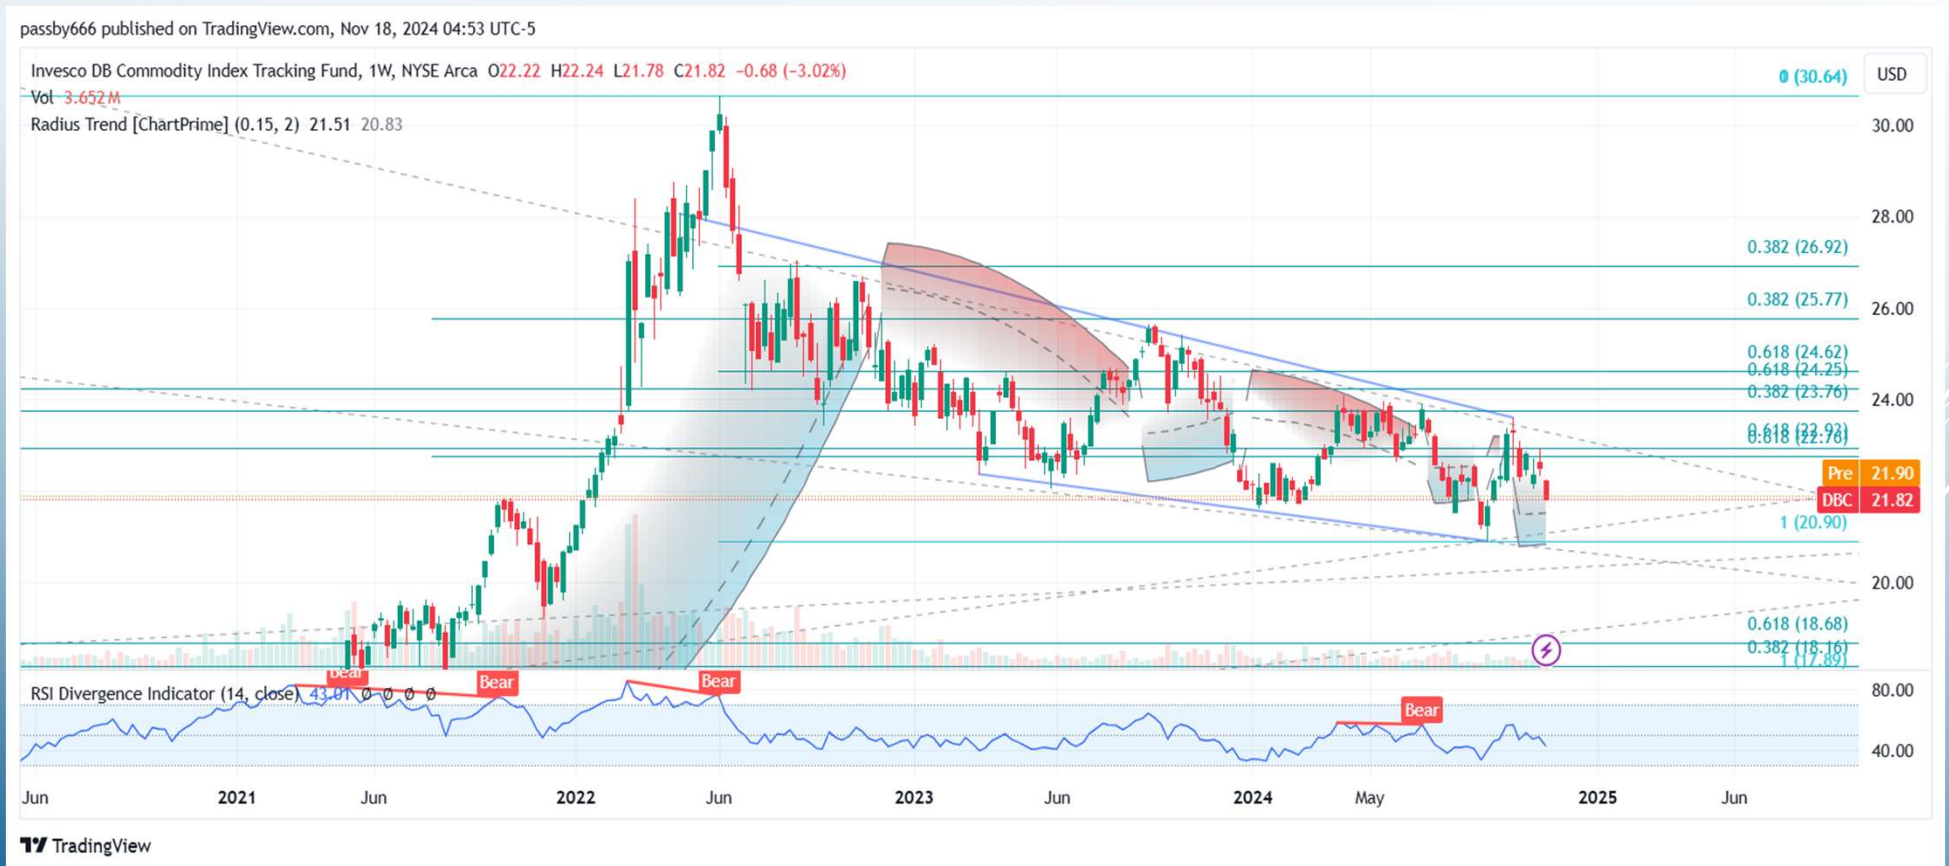 passby666 published on TradingView.com, Nov 18, 2024 04:53 UTC-5
Invesco DB Commodity Index Tracking Fund, 1W, NYSE Arca O22.22 H22.24 L21.78 C21.82 −0.68 (−3.02%)
Vol 3.652M
Radius Trend [ChartPrime] (0.15, 2) 21.51 20.83
0 (30.64)
USD
30.00
28.00
0.382 (26.92)
26.00
0.382 (25.77)
0.618 (24.62)
0.618 (24.25)
0.382 (23.76)
24.00
0.618 (22.93)
0.618 (22.76)
Pre 21.90
DBC 21.82
1 (20.90)
20.00
0.618 (18.68)
0.382 (18.16)
1 (17.89)
Bear
Bear
Bear
Bear
RSI Divergence Indicator (14, close) 43.01 Ø Ø Ø Ø
80.00
40.00
Jun 2021 Jun 2022 Jun 2023 Jun 2024 May 2025 Jun
TradingView